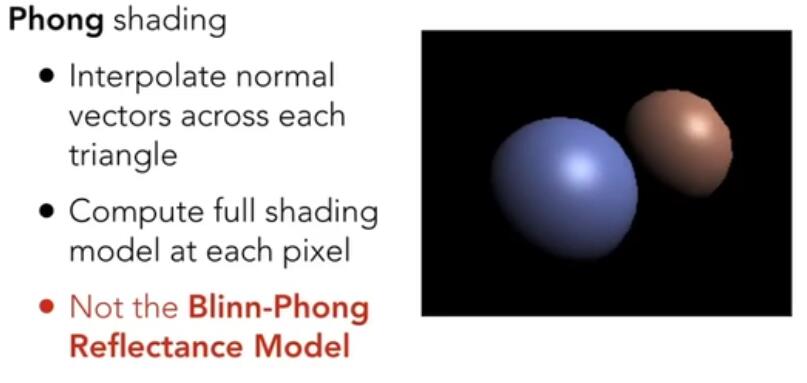 Phong shading
• Interpolate normal
vectors across each
triangle
• Compute full shading
model at each pixel
• Not the Blinn-Phong
Reflectance Model